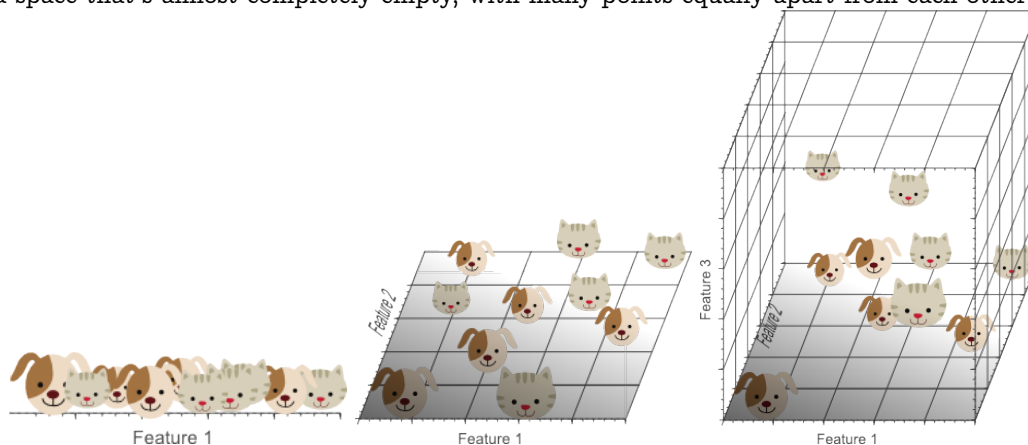 a space that's almost completely empty, with many points equally apart from each other
Feature 2
Feature 3
Feature 2
Feature 1
Feature 1
Feature 1